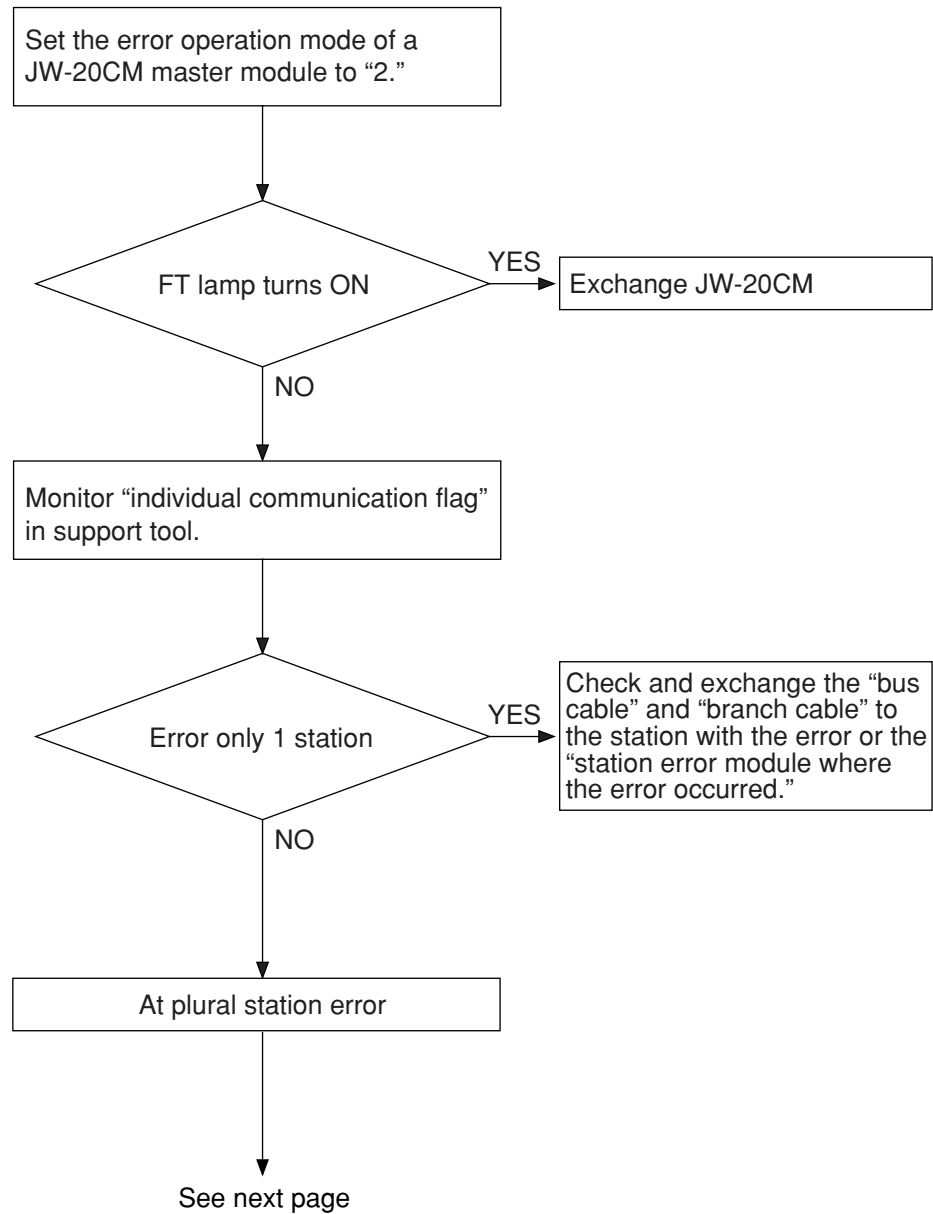 Set the error operation mode of a
JW-20CM master module to “2.”
FT lamp turns ON
YES
Exchange JW-20CM
NO
Monitor “individual communication flag”
in support tool.
Error only 1 station
YES
Check and exchange the “bus
cable” and “branch cable” to
the station with the error or the
“station error module where
the error occurred.”
NO
At plural station error
See next page